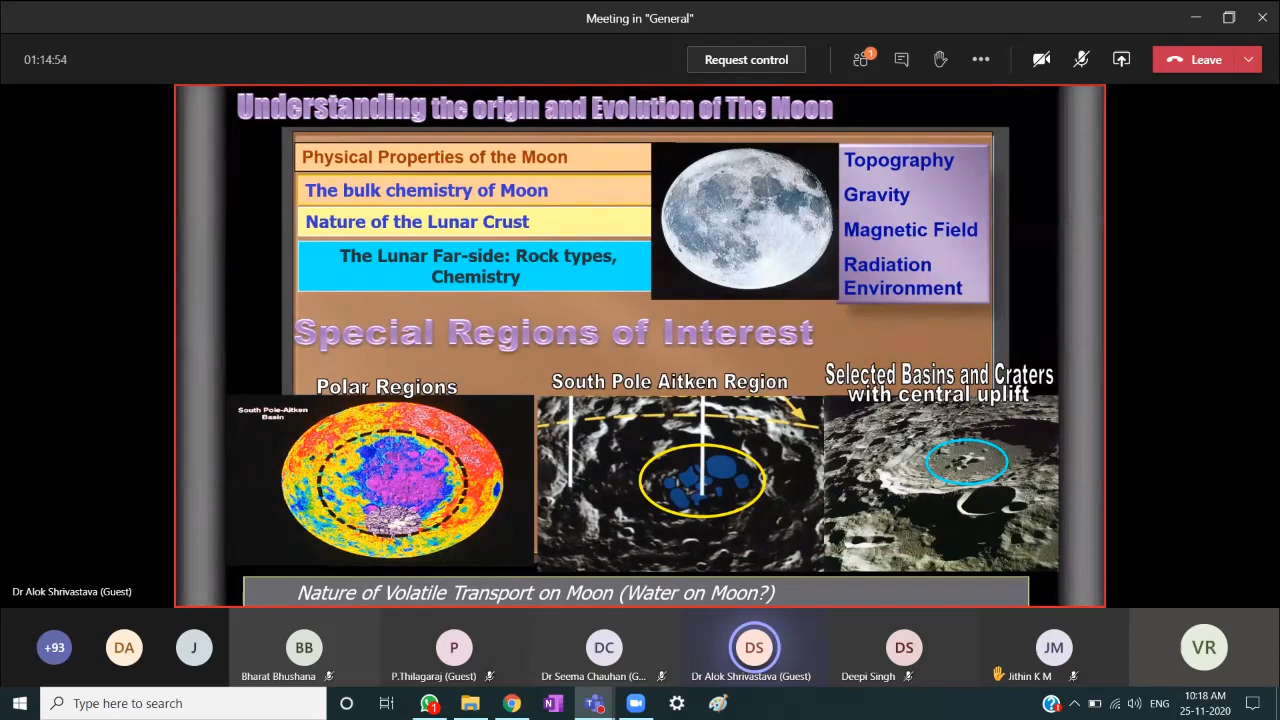 Meeting in "General"
01:14:54
Request control
1
Leave
Understanding the origin and Evolution of The Moon
Physical Properties of the Moon
The bulk chemistry of Moon
Nature of the Lunar Crust
The Lunar Far-side: Rock types,
Chemistry
Topography
Gravity
Magnetic Field
Radiation
Environment
Special Regions of Interest
Polar Regions
South Pole Aitken Region
Selected Basins and Craters
with central uplift
South Pole-Aitken
Basin
Nature of Volatile Transport on Moon (Water on Moon?)
Dr Alok Shrivastava (Guest)
+93
DA
J
BB
Bharat Bhushana
P
P.Thilagaraj (Guest)
DC
Dr Seema Chauhan (G...
DS
Dr Alok Shrivastava (Guest)
DS
Deepi Singh
JM
Jithin K M
VR
Type here to search
1
ENG
10:18 AM
25-11-2020